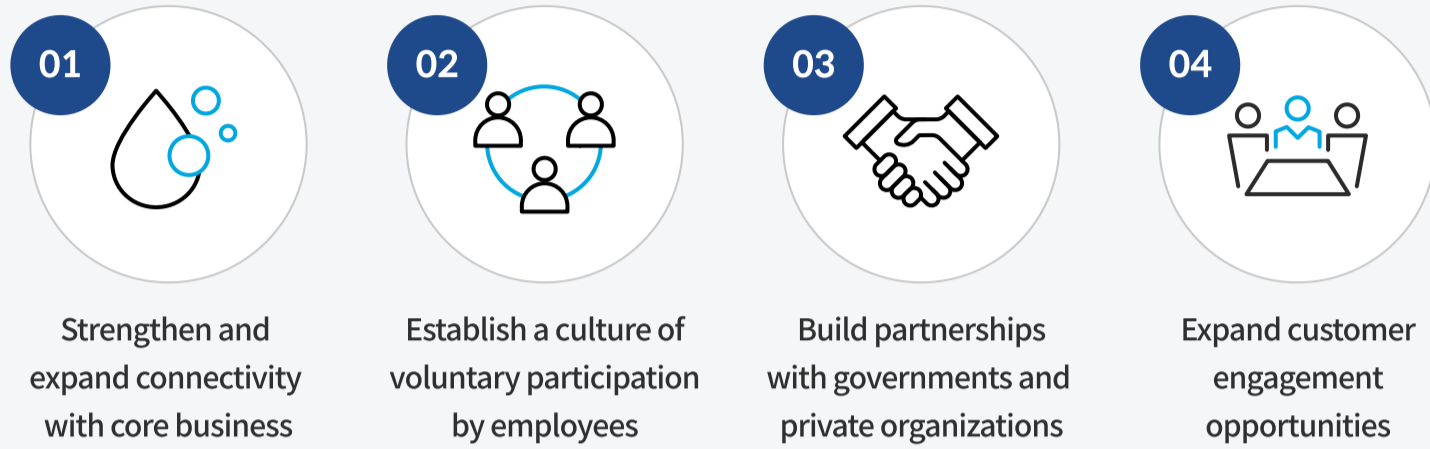 01
Strengthen and
expand connectivity
with core business
02
Establish a culture of
voluntary participation
by employees
03
Build partnerships
with governments and
private organizations
04
Expand customer
engagement
opportunities